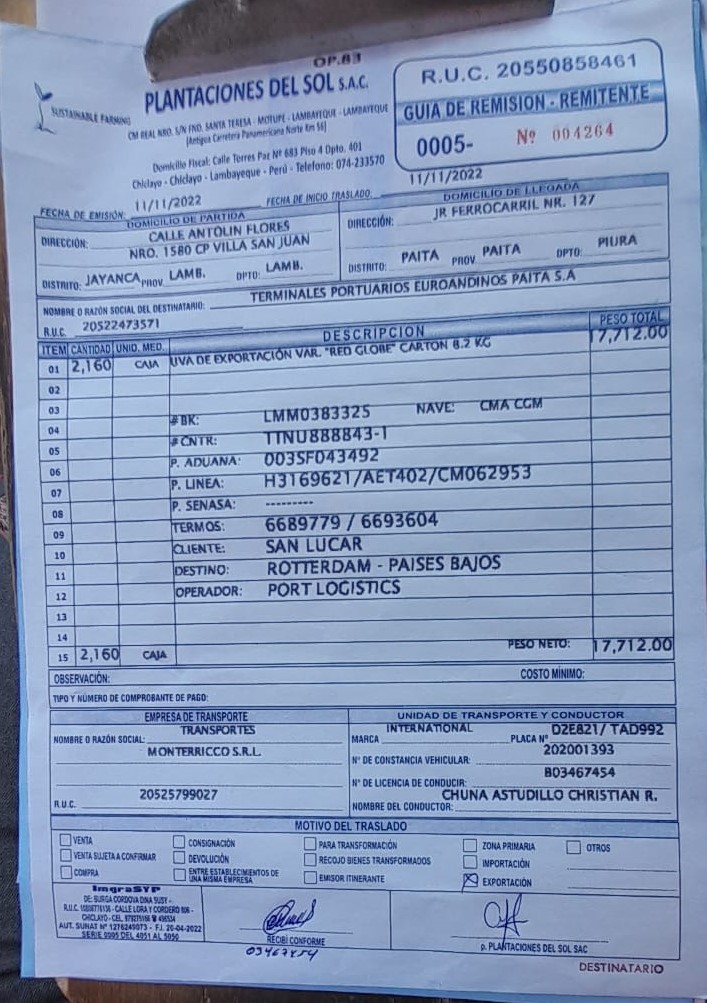 OP.83
SUSTAINABLE FARMING
PLANTACIONES DEL SOL S.A.C.
CM REAL NRO. S/N FND. SANTA TERESA - MOTUPE - LAMBAYEQUE - LAMBAYEQUE
(Antigua Carretera Panamericana Norte Km 56)
Domicilio Fiscal: Calle Torres Paz Nº 683 Piso 4 Dpto. 401
Chiclayo - Chiclayo - Lambayeque - Perú - Telefono: 074-233570
R.U.C. 20550858461
GUIA DE REMISION - REMITENTE
0005- Nº 004264
FECHA DE EMISIÓN: 11/11/2022 FECHA DE INICIO TRASLADO: 11/11/2022
DOMICILIO DE PARTIDA
DIRECCIÓN: CALLE ANTOLIN FLORES
NRO. 1580 CP VILLA SAN JUAN
DISTRITO: JAYANCA PROV. LAMB. DPTO: LAMB.
DOMICILIO DE LLEGADA
DIRECCIÓN: JR FERROCARRIL NR. 127
DISTRITO: PAITA PROV PAITA DPTO: PIURA
NOMBRE O RAZÓN SOCIAL DEL DESTINATARIO: TERMINALES PORTUARIOS EUROANDINOS PAITA S.A
R.U.C. 20522473571
ITEM CANTIDAD UNID. MED. DESCRIPCION PESO TOTAL
01 2,160 CAJA UVA DE EXPORTACIÓN VAR. "RED GLOBE" CARTON 8.2 KG 17,712.00
02
03
04 #BK: LMM0383325 NAVE: CMA CGM
05 #CNTR: TTNU888843-1
06 P. ADUANA: 003SF043492
07 P. LINEA: H3169621/AET402/CM062953
08 P. SENASA: ---------
09 TERMOS: 6689779 / 6693604
10 CLIENTE: SAN LUCAR
11 DESTINO: ROTTERDAM - PAISES BAJOS
12 OPERADOR: PORT LOGISTICS
13
14
15 2,160 CAJA PESO NETO: 17,712.00
OBSERVACIÓN: COSTO MÍNIMO:
TIPO Y NÚMERO DE COMPROBANTE DE PAGO:
EMPRESA DE TRANSPORTE
NOMBRE O RAZÓN SOCIAL: TRANSPORTES
MONTERRICCO S.R.L
R.U.C. 20525799027
UNIDAD DE TRANSPORTE Y CONDUCTOR
MARCA INTERNATIONAL PLACA Nº D2E821/ TAD992
Nº DE CONSTANCIA VEHICULAR: 202001393
Nº DE LICENCIA DE CONDUCIR: B03467454
NOMBRE DEL CONDUCTOR: CHUNA ASTUDILLO CHRISTIAN R.
MOTIVO DEL TRASLADO
VENTA CONSIGNACIÓN PARA TRANSFORMACIÓN ZONA PRIMARIA OTROS
VENTA SUJETA A CONFIRMAR DEVOLUCIÓN RECOJO BIENES TRANSFORMADOS IMPORTACIÓN
COMPRA ENTRE ESTABLECIMIENTOS DE UNA MISMA EMPRESA EMISOR ITINERANTE EXPORTACIÓN
ImgraSYP
DE: BURGA CORDOVA DINA SUSY -
CALLE LORA Y CORDERO
AUT. SUNAT Nº 1276249073 - F.I. 20-04-2022
SERIE 0005 DEL 4051 AL 5050
RECIBÍ CONFORME
03467454
p. PLANTACIONES DEL SOL SAC
DESTINATARIO